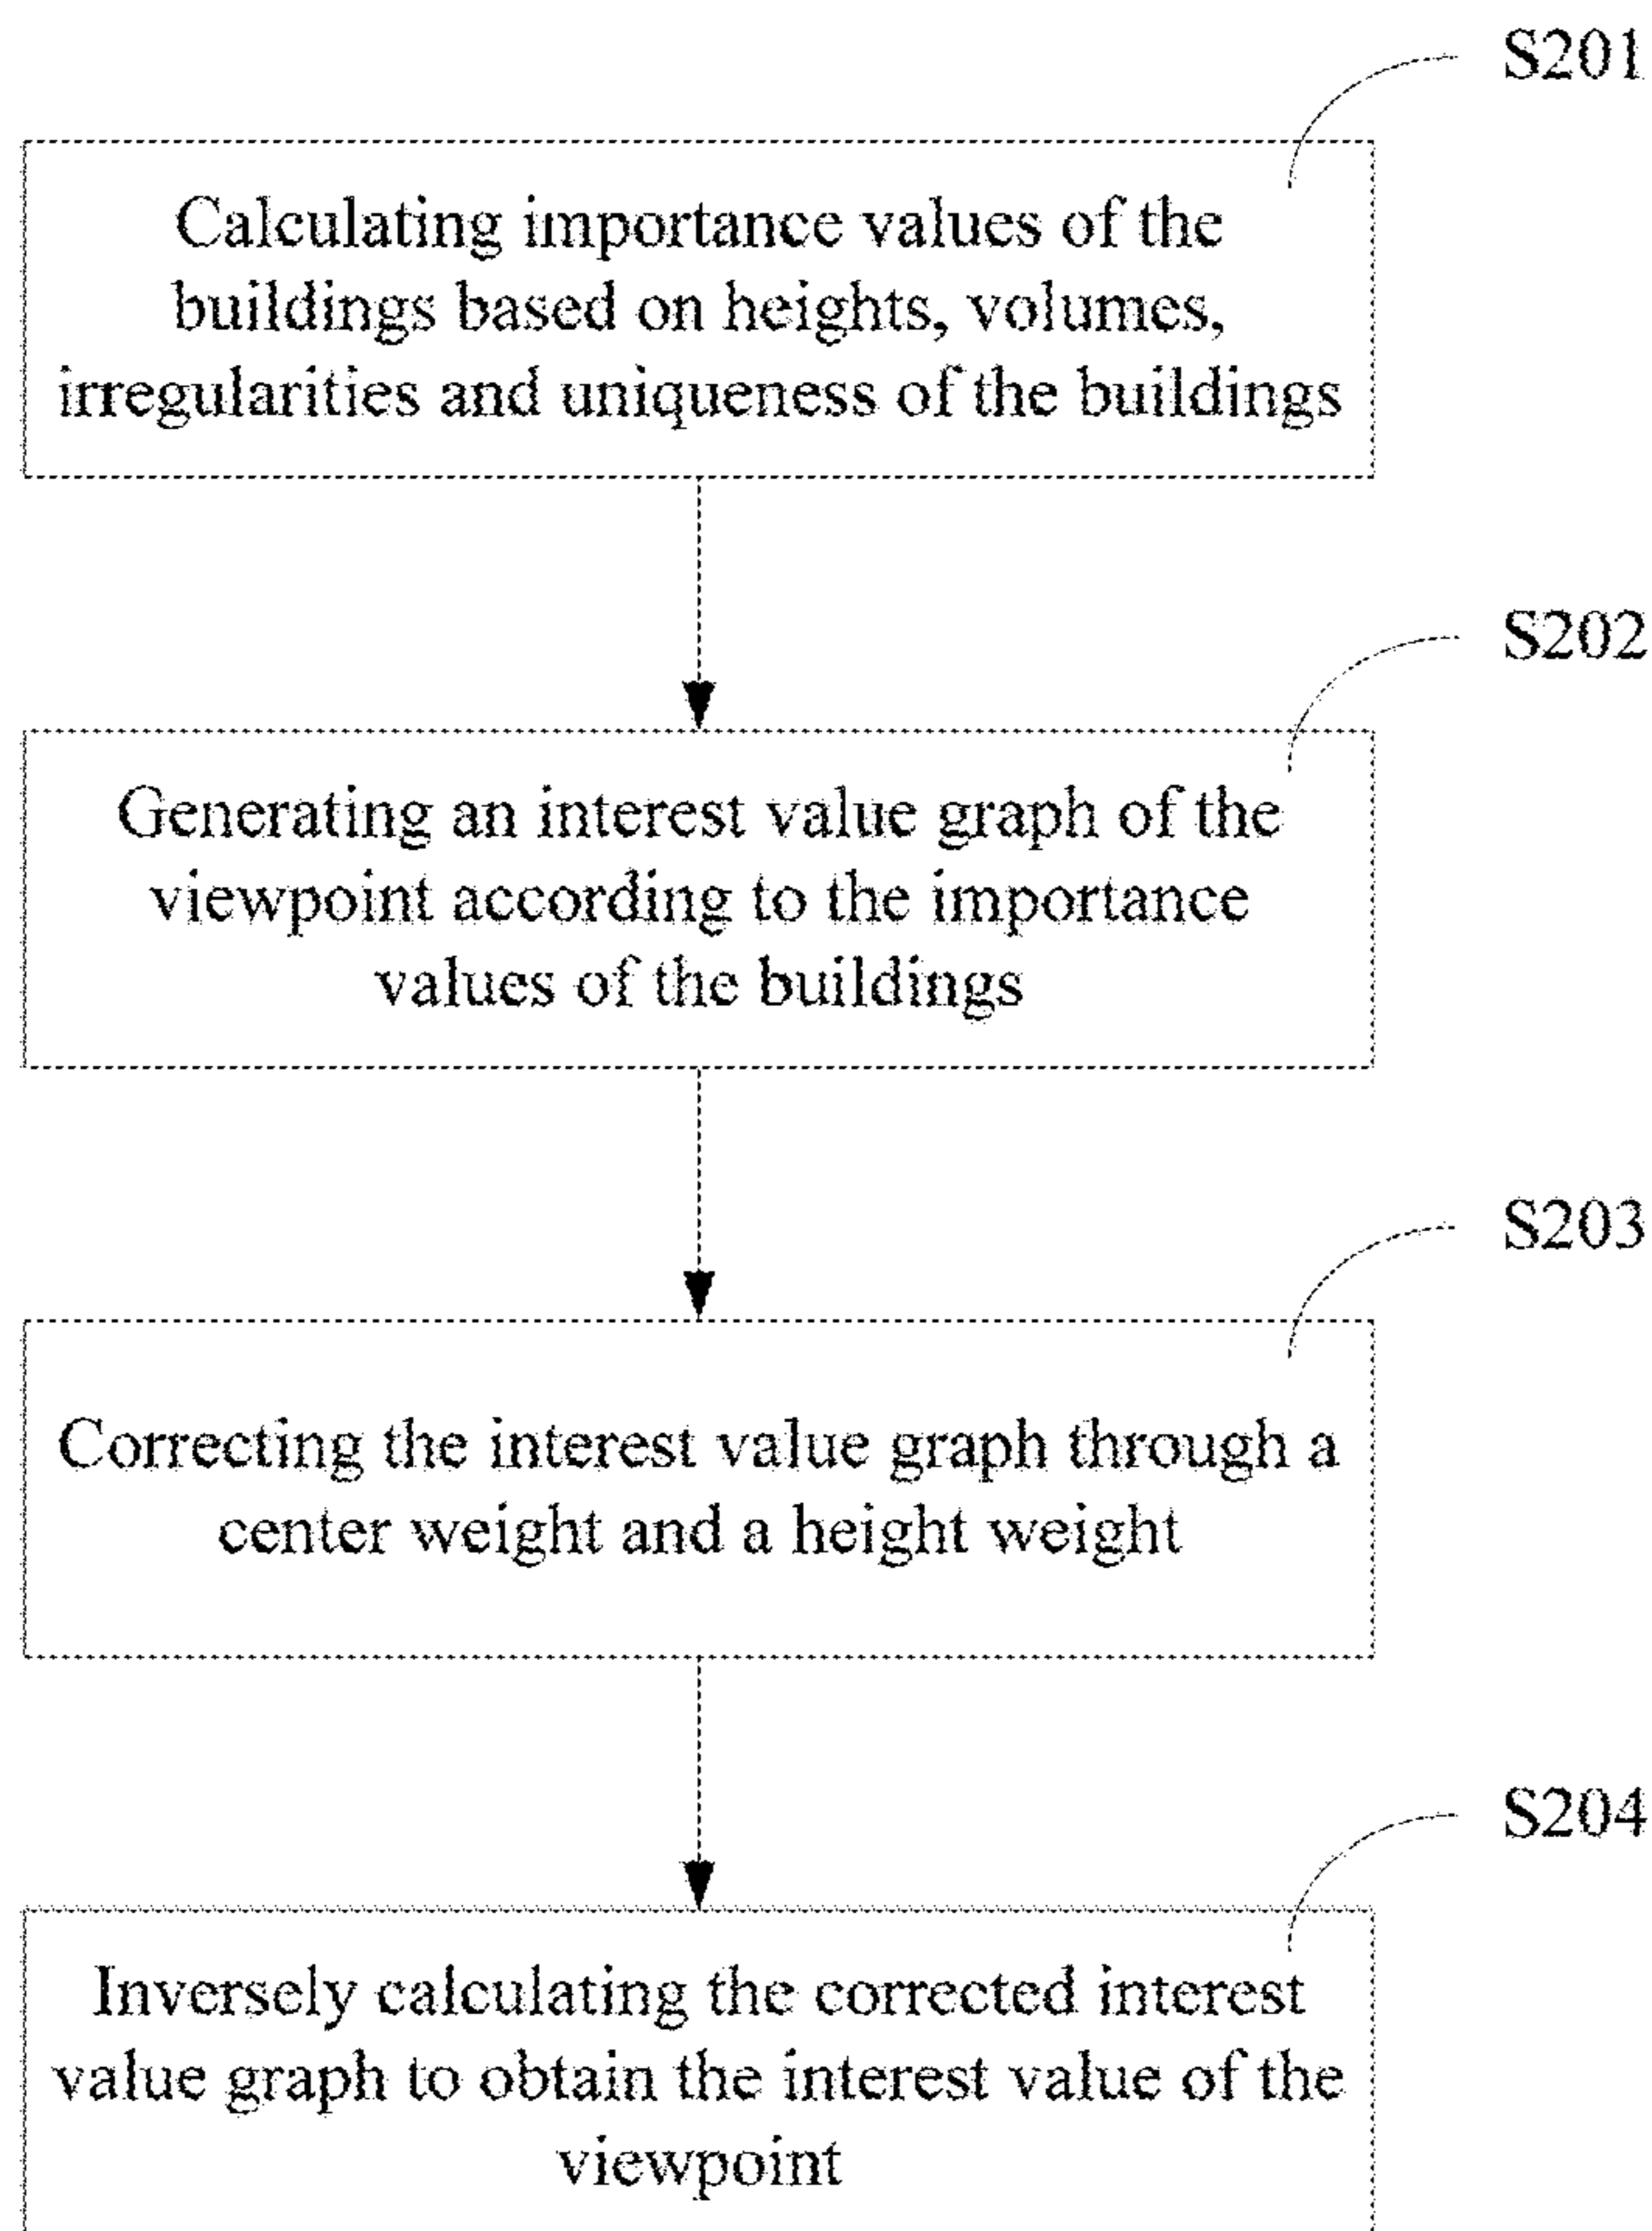 S201
Calculating importance values of the
buildings based on heights, volumes,
irregularities and uniqueness of the buildings
S202
Generating an interest value graph of the
viewpoint according to the importance
values of the buildings
S203
Correcting the interest value graph through a
center weight and a height weight
S204
Inversely calculating the corrected interest
value graph to obtain the interest value of the
viewpoint